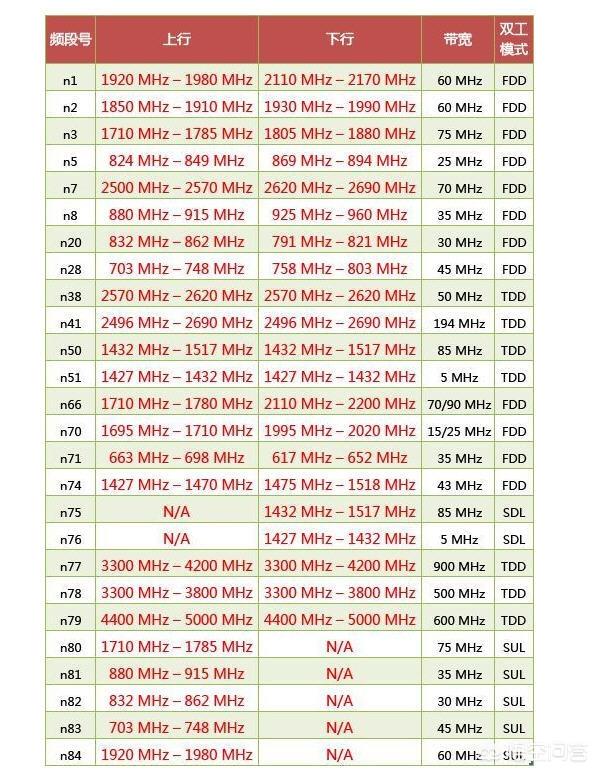 频段号 上行 下行 带宽 双工模式
n1 1920 MHz – 1980 MHz 2110 MHz – 2170 MHz 60 MHz FDD
n2 1850 MHz – 1910 MHz 1930 MHz – 1990 MHz 60 MHz FDD
n3 1710 MHz – 1785 MHz 1805 MHz – 1880 MHz 75 MHz FDD
n5 824 MHz – 849 MHz 869 MHz – 894 MHz 25 MHz FDD
n7 2500 MHz – 2570 MHz 2620 MHz – 2690 MHz 70 MHz FDD
n8 880 MHz – 915 MHz 925 MHz – 960 MHz 35 MHz FDD
n20 832 MHz – 862 MHz 791 MHz – 821 MHz 30 MHz FDD
n28 703 MHz – 748 MHz 758 MHz – 803 MHz 45 MHz FDD
n38 2570 MHz – 2620 MHz 2570 MHz – 2620 MHz 50 MHz TDD
n41 2496 MHz – 2690 MHz 2496 MHz – 2690 MHz 194 MHz TDD
n50 1432 MHz – 1517 MHz 1432 MHz – 1517 MHz 85 MHz TDD
n51 1427 MHz – 1432 MHz 1427 MHz – 1432 MHz 5 MHz TDD
n66 1710 MHz – 1780 MHz 2110 MHz – 2200 MHz 70/90 MHz FDD
n70 1695 MHz – 1710 MHz 1995 MHz – 2020 MHz 15/25 MHz FDD
n71 663 MHz – 698 MHz 617 MHz – 652 MHz 35 MHz FDD
n74 1427 MHz – 1470 MHz 1475 MHz – 1518 MHz 43 MHz FDD
n75 N/A 1432 MHz – 1517 MHz 85 MHz SDL
n76 N/A 1427 MHz – 1432 MHz 5 MHz SDL
n77 3300 MHz – 4200 MHz 3300 MHz – 4200 MHz 900 MHz TDD
n78 3300 MHz – 3800 MHz 3300 MHz – 3800 MHz 500 MHz TDD
n79 4400 MHz – 5000 MHz 4400 MHz – 5000 MHz 600 MHz TDD
n80 1710 MHz – 1785 MHz N/A 75 MHz SUL
n81 880 MHz – 915 MHz N/A 35 MHz SUL
n82 832 MHz – 862 MHz N/A 30 MHz SUL
n83 703 MHz – 748 MHz N/A 45 MHz SUL
n84 1920 MHz – 1980 MHz N/A 60 MHz SUL
悟空问答